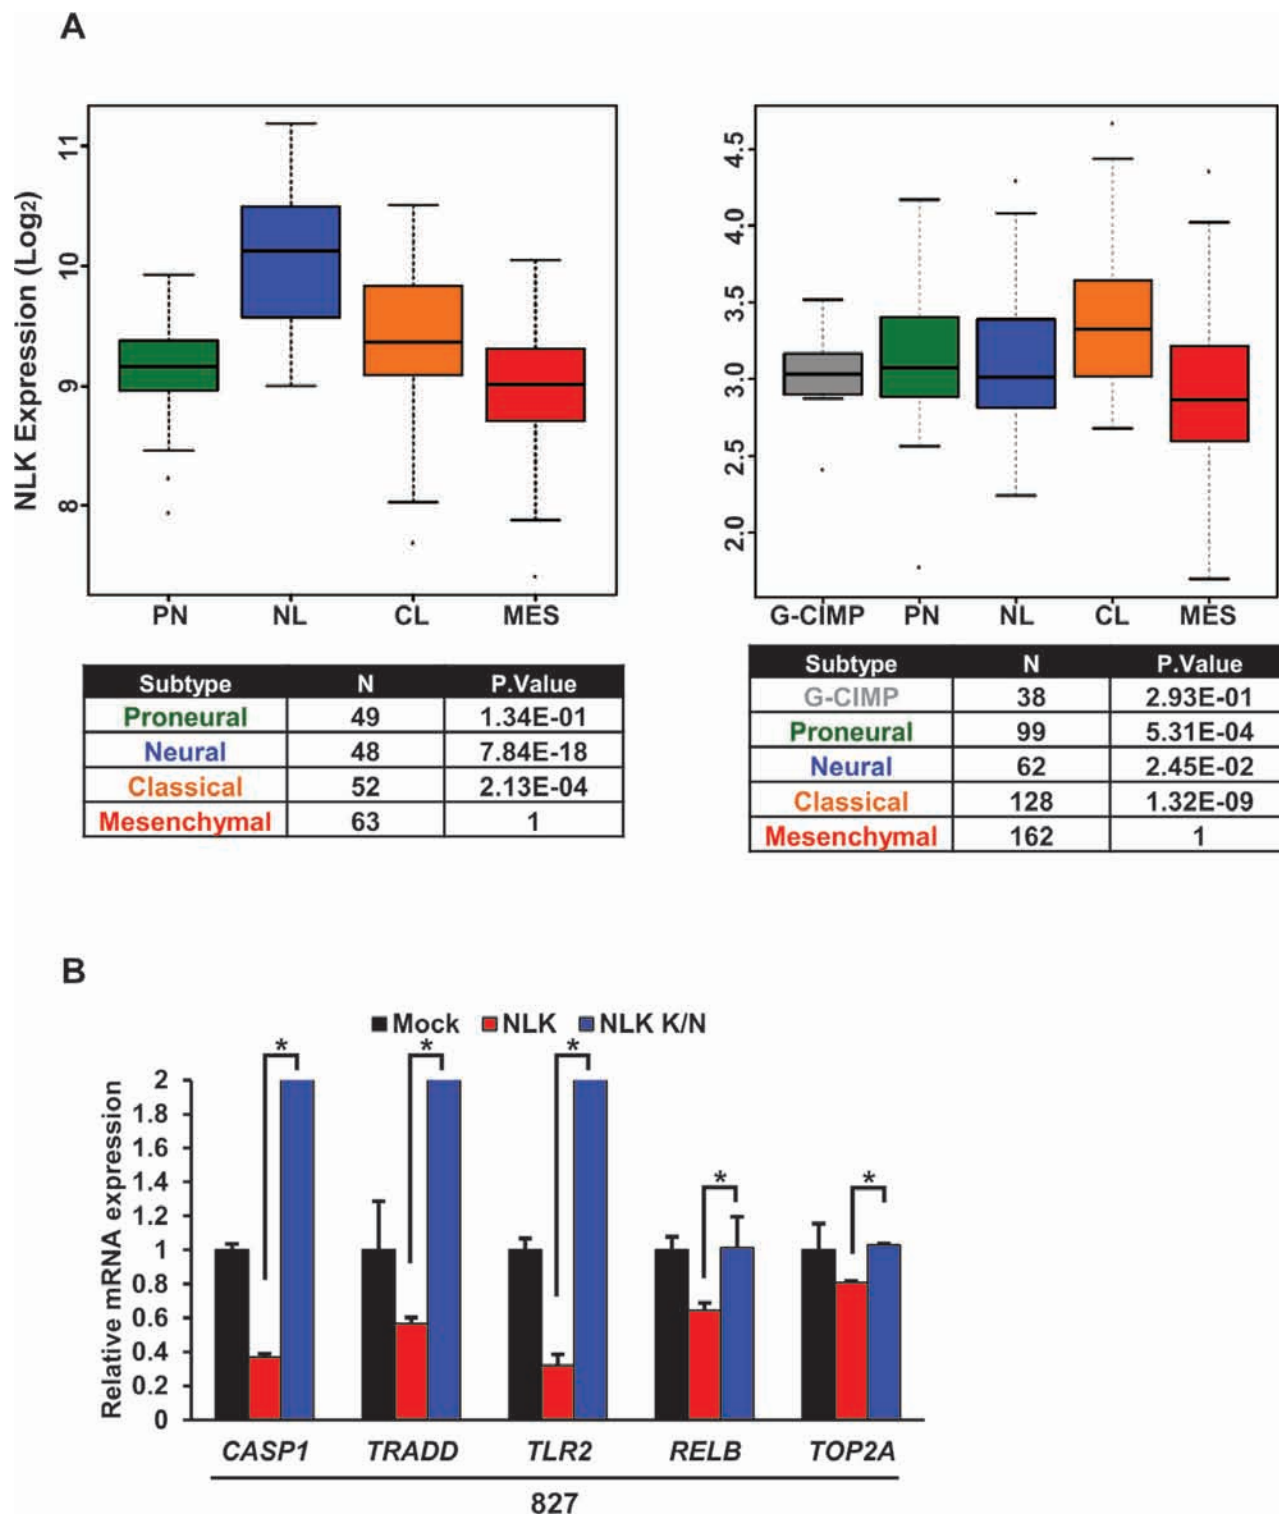 A
NLK Expression (Log2)
11
10
9
8
PN NL CL MES
4.5
4.0
3.5
3.0
2.5
2.0
G-CIMP PN NL CL MES
Subtype N P.Value
Proneural 49 1.34E-01
Neural 48 7.84E-18
Classical 52 2.13E-04
Mesenchymal 63 1
Subtype N P.Value
G-CIMP 38 2.93E-01
Proneural 99 5.31E-04
Neural 62 2.45E-02
Classical 128 1.32E-09
Mesenchymal 162 1
B
Mock NLK NLK K/N
* * * * *
Relative mRNA expression
2
1.8
1.6
1.4
1.2
1
0.8
0.6
0.4
0.2
0
CASP1 TRADD TLR2 RELB TOP2A
827